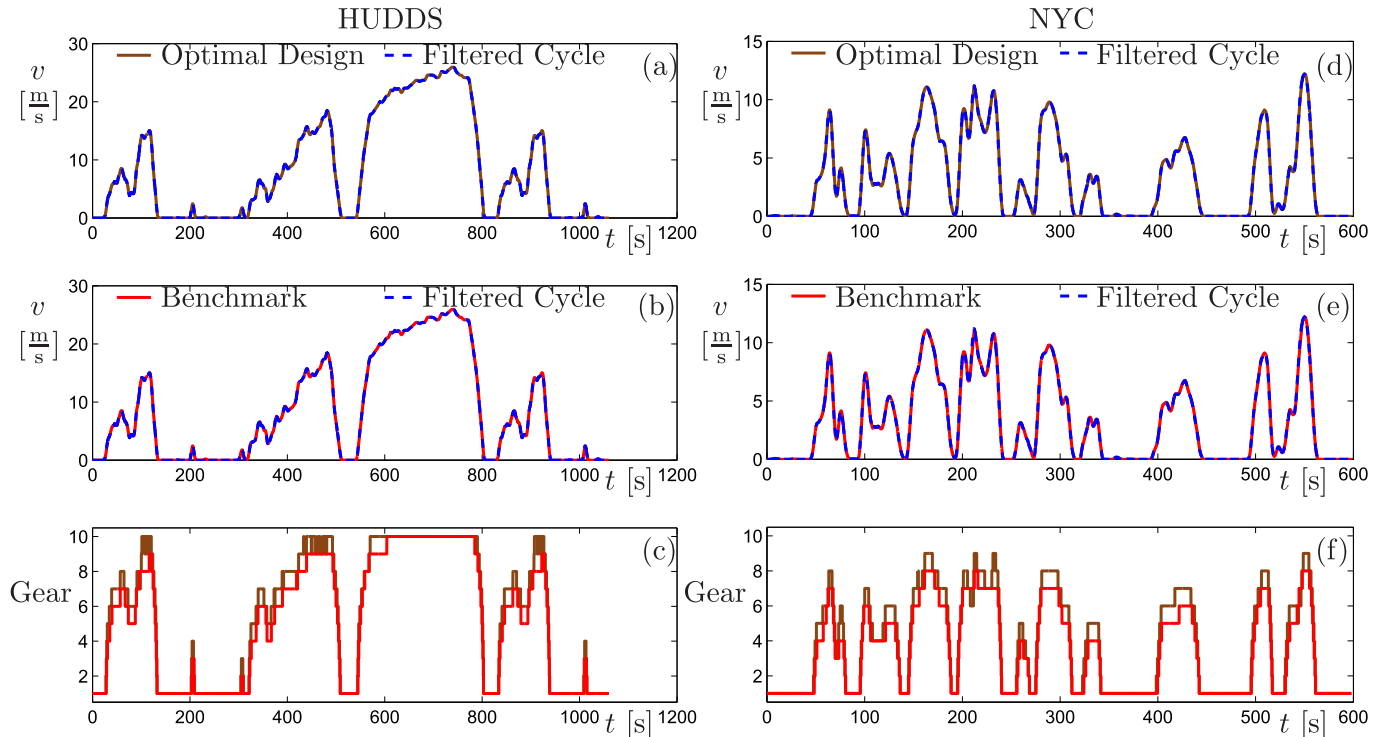 HUDDS
NYC
Optimal Design Filtered Cycle (a)
v
[m/s]
30
20
10
0
0 200 400 600 800 1000 1200
t [s]
Optimal Design Filtered Cycle (d)
v
[m/s]
15
10
5
0
0 100 200 300 400 500 600
t [s]
Benchmark Filtered Cycle (b)
v
[m/s]
30
20
10
0
0 200 400 600 800 1000 1200
t [s]
Benchmark Filtered Cycle (e)
v
[m/s]
15
10
5
0
0 100 200 300 400 500 600
t [s]
(c)
Gear
10
8
6
4
2
0 200 400 600 800 1000 1200
t [s]
(f)
Gear
10
8
6
4
2
0 100 200 300 400 500 600
t [s]